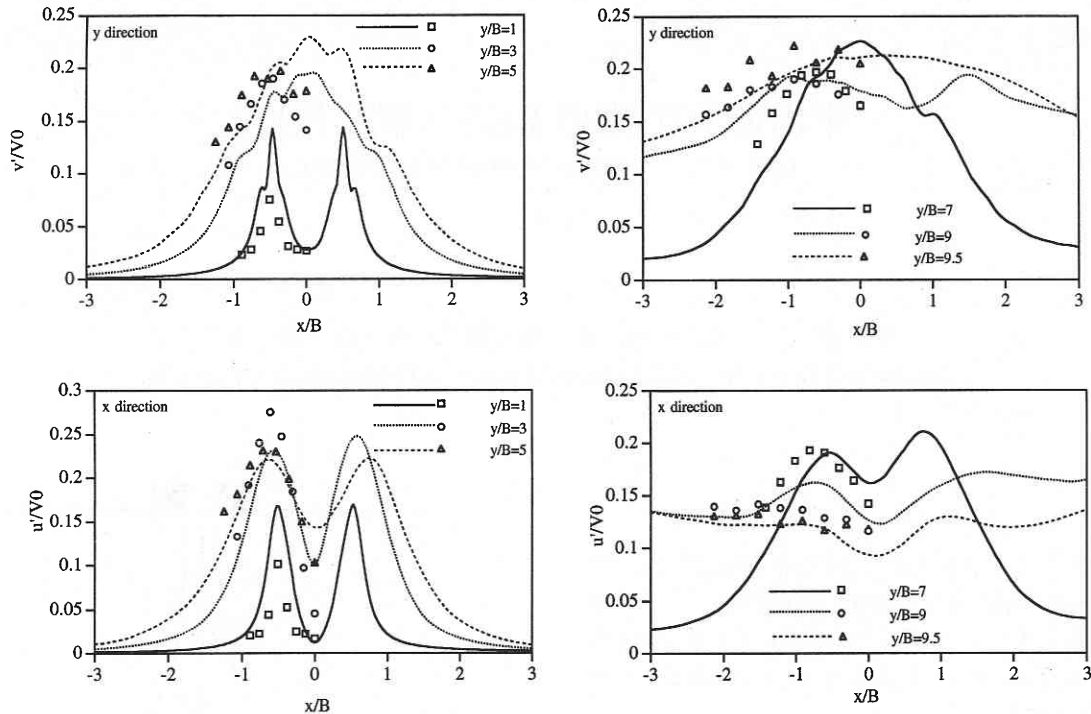 0.25
0.2
0.15
0.1
0.05
0
v'/V0
y direction
y/B=1
y/B=3
y/B=5
-3 -2 -1 0 1 2 3
x/B
0.25
0.2
0.15
0.1
0.05
0
v'/V0
y direction
y/B=7
y/B=9
y/B=9.5
-3 -2 -1 0 1 2 3
x/B
0.3
0.25
0.2
0.15
0.1
0.05
0
u'/V0
x direction
y/B=1
y/B=3
y/B=5
-3 -2 -1 0 1 2 3
x/B
0.25
0.2
0.15
0.1
0.05
0
u'/V0
x direction
y/B=7
y/B=9
y/B=9.5
-3 -2 -1 0 1 2 3
x/B